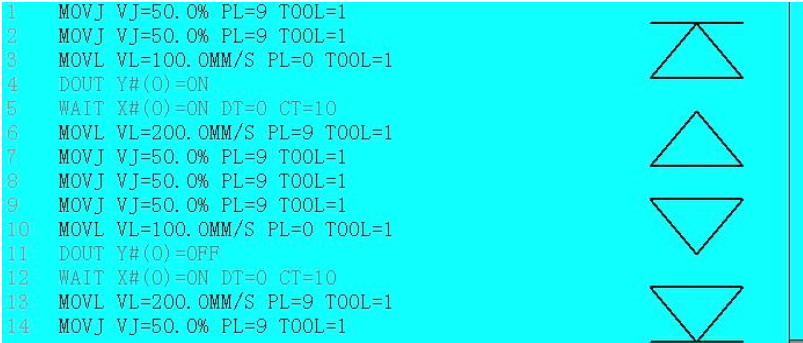 1 MOVJ VJ=50.0% PL=9 TOOL=1
2 MOVJ VJ=50.0% PL=9 TOOL=1
3 MOVL VL=100.0MM/S PL=0 TOOL=1
4 DOUT Y#(0)=ON
5 WAIT X#(0)=ON DT=0 CT=10
6 MOVL VL=200.0MM/S PL=9 TOOL=1
7 MOVJ VJ=50.0% PL=9 TOOL=1
8 MOVJ VJ=50.0% PL=9 TOOL=1
9 MOVJ VJ=50.0% PL=9 TOOL=1
10 MOVL VL=100.0MM/S PL=0 TOOL=1
11 DOUT Y#(0)=OFF
12 WAIT X#(0)=ON DT=0 CT=10
13 MOVL VL=200.0MM/S PL=9 TOOL=1
14 MOVJ VJ=50.0% PL=9 TOOL=1